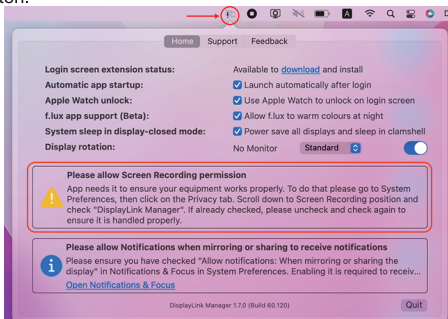 ton.
Home Support Feedback
Login screen extension status: Available to download and install
Automatic app startup: Launch automatically after login
Apple Watch unlock: Use Apple Watch to unlock on login screen
f.lux app support (Beta): Allow f.lux to warm colours at night
System sleep in display-closed mode: Power save all displays and sleep in clamshell
Display rotation: No Monitor Standard
Please allow Screen Recording permission
App needs it to ensure your equipment works properly. To do that please go to System
Preferences, then click on the Privacy tab. Scroll down to Screen Recording position and
check "DisplayLink Manager". If already checked, please uncheck and check again to
ensure it is handled properly.
Please allow Notifications when mirroring or sharing to receive notifications
Please ensure you have checked "Allow notifications: When mirroring or sharing the
display" in Notifications & Focus in System Preferences. Enabling it is required to receiv...
Open Notifications & Focus
DisplayLink Manager 1.7.0 (Build 60.120) Quit